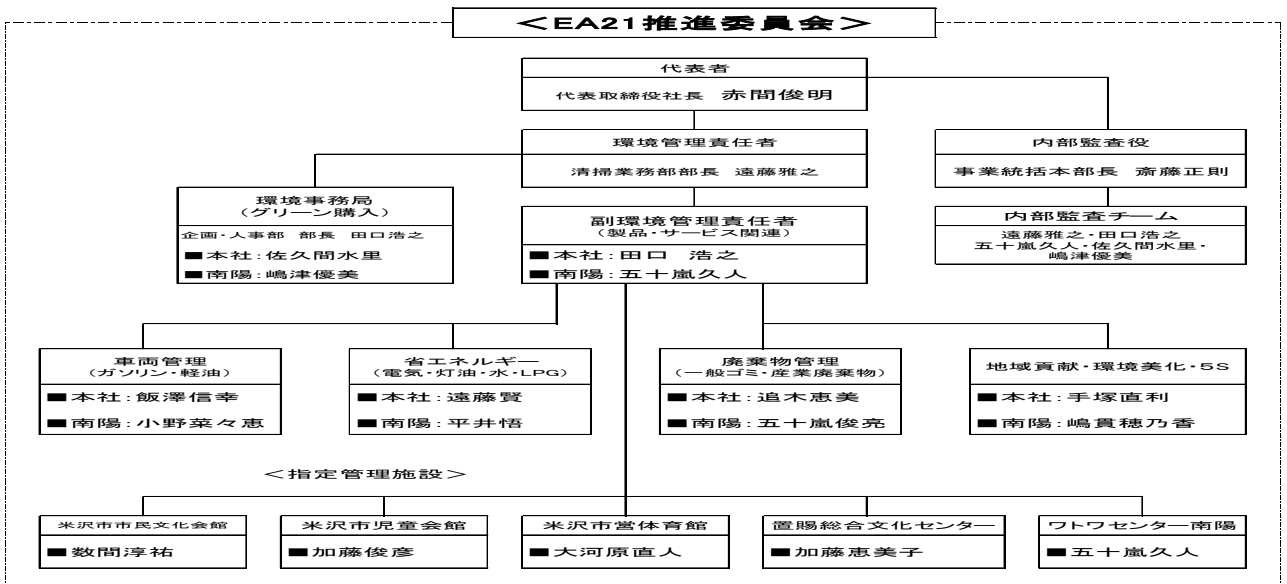 ＜EA21推進委員会＞
代表者
代表取締役社長 赤間俊明
環境管理責任者
清掃業務部部長 遠藤雅之
内部監査役
事業統括本部長 斎藤正則
環境事務局
（グリーン購入）
企画・人事部 部長 田口浩之
■本社：佐久間水里
■南陽：嶋津優美
副環境管理責任者
（製品・サービス関連）
■本社：田口 浩之
■南陽：五十嵐久人
内部監査チーム
遠藤雅之・田口浩之
五十嵐久人・佐久間水里・
嶋津優美
車両管理
（ガソリン・軽油）
■本社：飯澤信幸
■南陽：小野菜々恵
省エネルギー
（電気・灯油・水・LPG）
■本社：遠藤賢
■南陽：平井悟
廃棄物管理
（一般ゴミ・産業廃棄物）
■本社：追木恵美
■南陽：五十嵐俊亮
地域貢献・環境美化・5S
■本社：手塚直利
■南陽：嶋貫穂乃香
＜指定管理施設＞
米沢市市民文化会館
■数間淳祐
米沢市児童会館
■加藤俊彦
米沢市営体育館
■大河原直人
置賜総合文化センター
■加藤恵美子
ワトワセンター南陽
■五十嵐久人